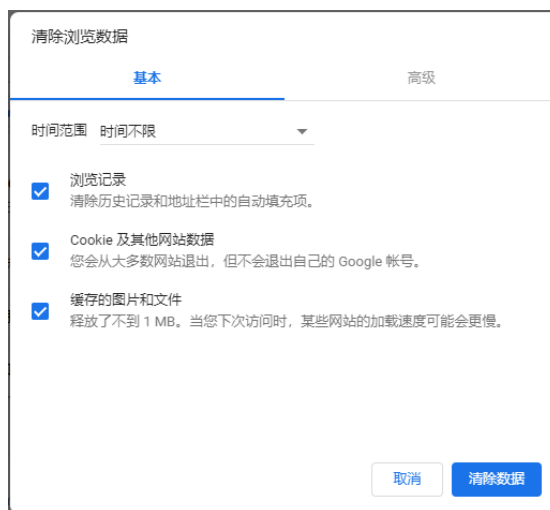 清除浏览数据
基本
高级
时间范围 时间不限
浏览记录
清除历史记录和地址栏中的自动填充项。
Cookie 及其他网站数据
您会从大多数网站退出，但不会退出自己的 Google 帐号。
缓存的图片和文件
释放了不到 1 MB。当您下次访问时，某些网站的加载速度可能会更慢。
取消
清除数据